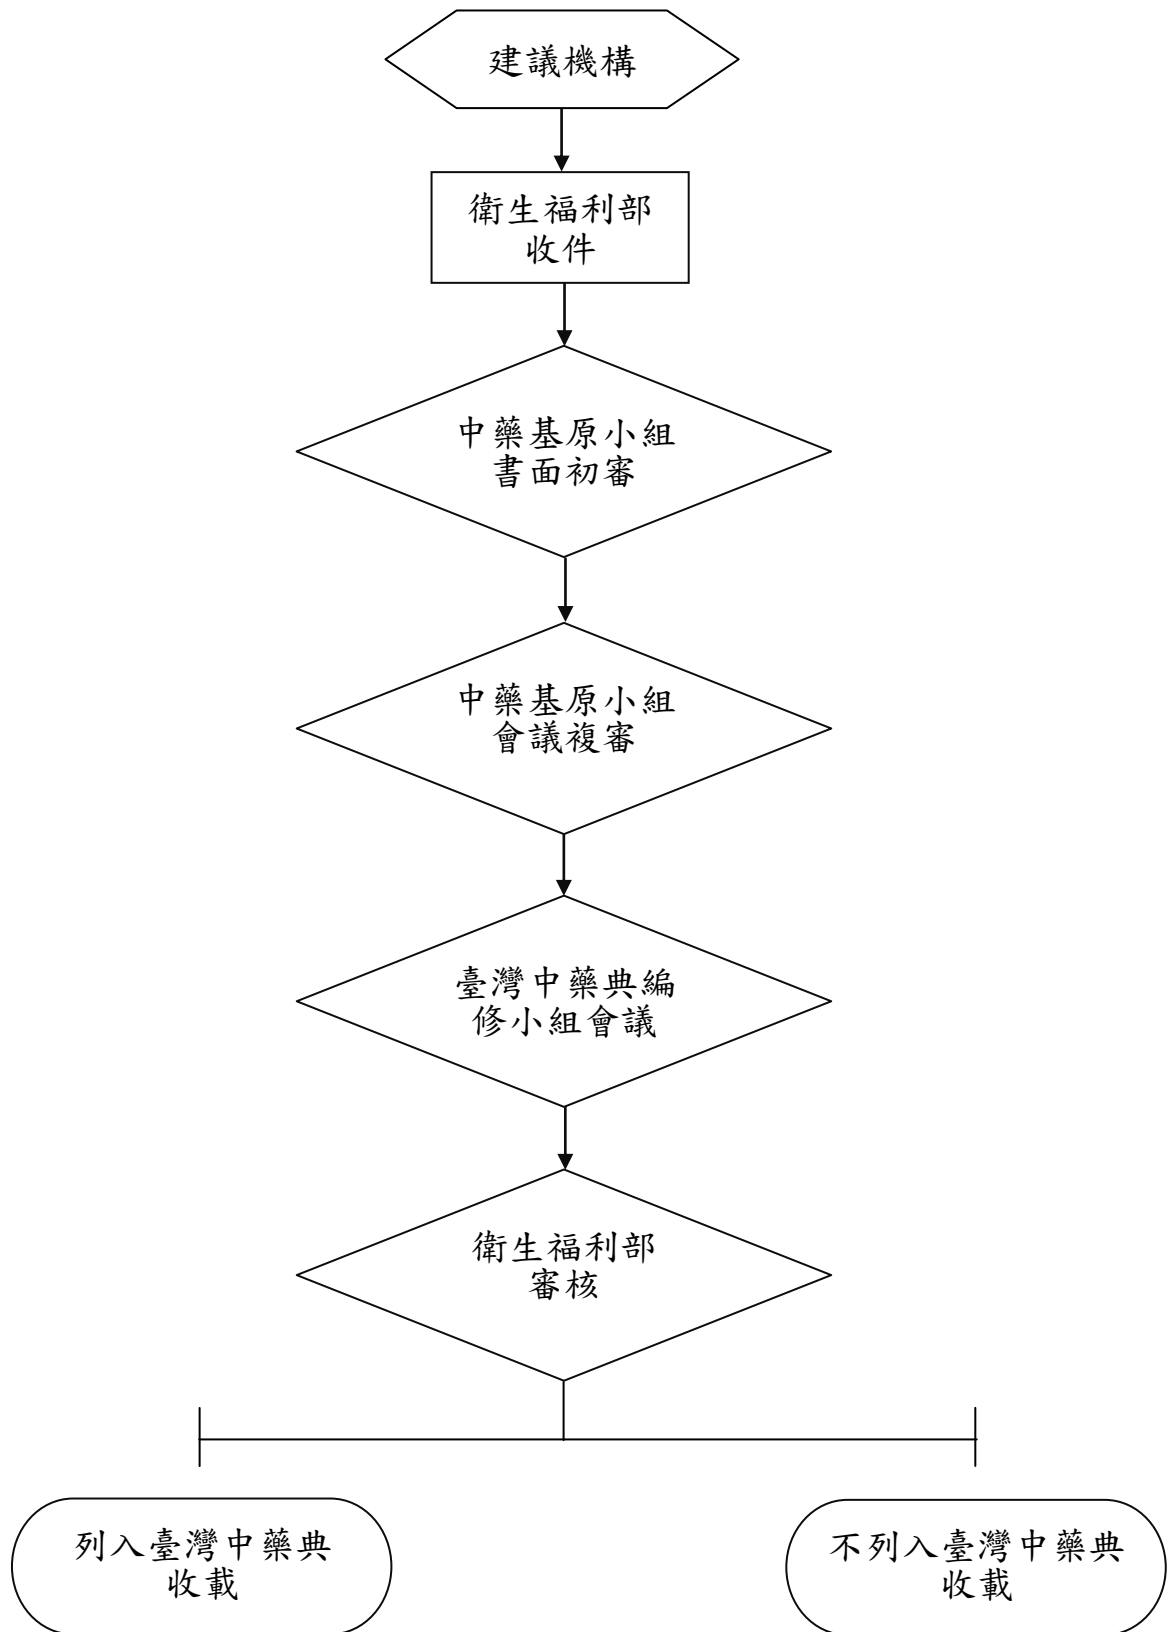 建議機構
衛生福利部
收件
中藥基原小組
書面初審
中藥基原小組
會議複審
臺灣中藥典編
修小組會議
衛生福利部
審核
列入臺灣中藥典
收載
不列入臺灣中藥典
收載